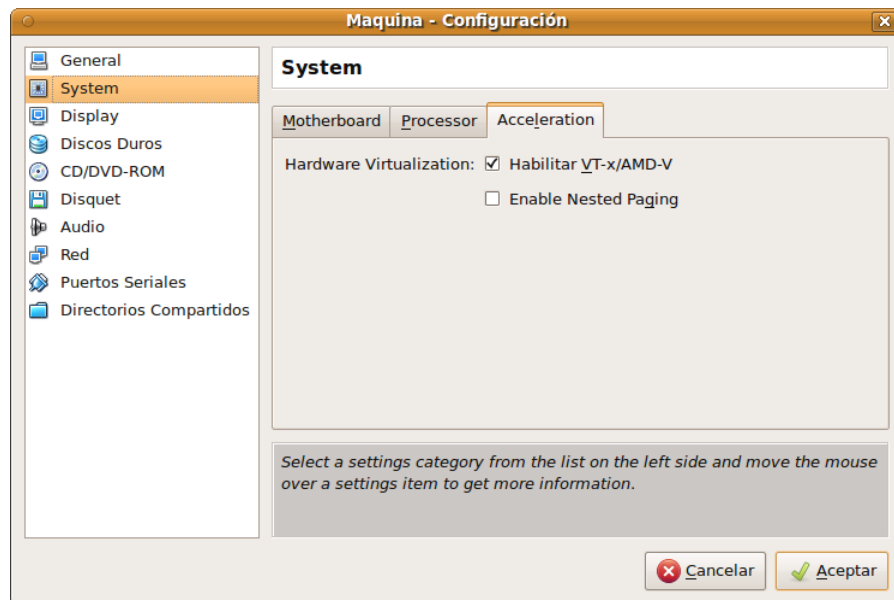 Maquina - Configuración
General
System
Display
Discos Duros
CD/DVD-ROM
Disquet
Audio
Red
Puertos Seriales
Directorios Compartidos
System
Motherboard Processor Acceleration
Hardware Virtualization: Habilitar VT-x/AMD-V
Enable Nested Paging
Select a settings category from the list on the left side and move the mouse
over a settings item to get more information.
Cancelar Aceptar